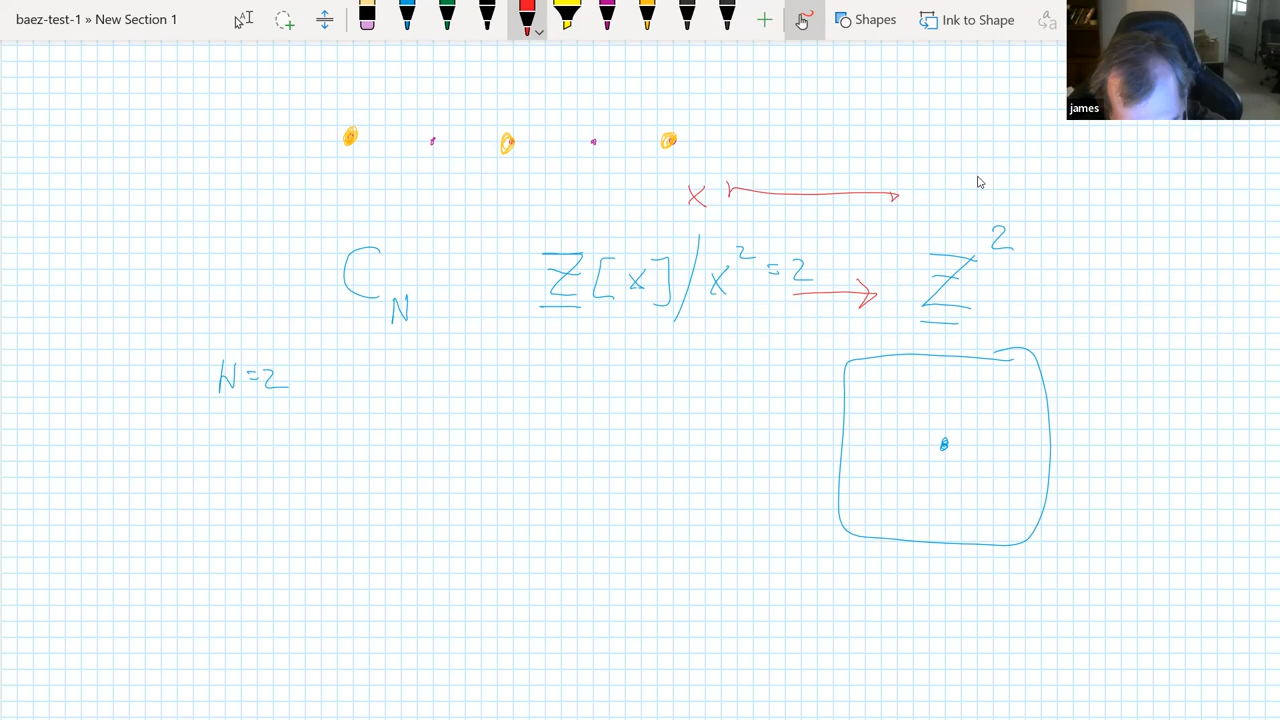 baez-test-1 » New Section 1
Shapes
Ink to Shape
james
x ↦
C_N ℤ[x]/x² = 2 → ℤ²
N=2